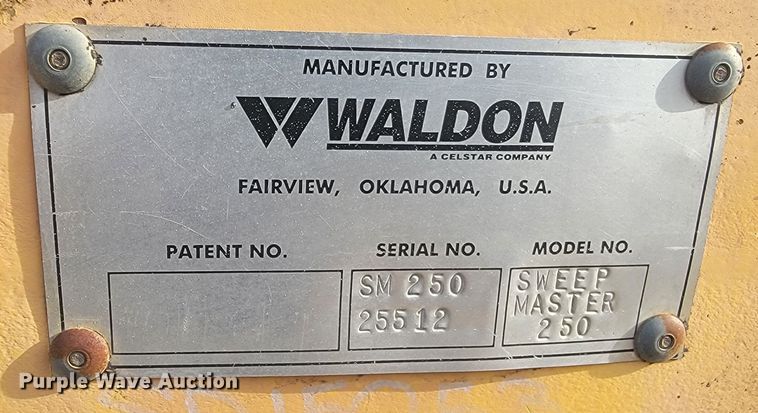 MANUFACTURED BY
WALDON
A CELSTAR COMPANY
FAIRVIEW, OKLAHOMA, U.S.A.
PATENT NO. SERIAL NO. MODEL NO.
SM 250 SWEEP
25512 MASTER
250
Purple Wave Auction